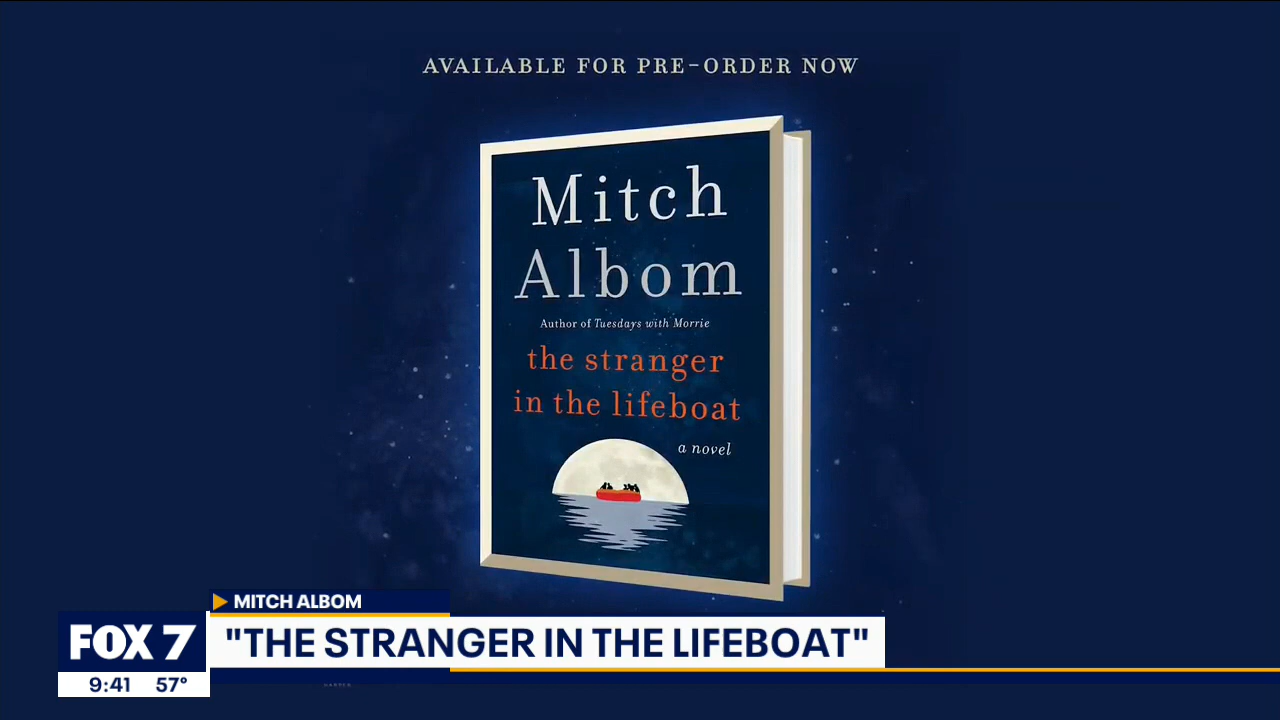 AVAILABLE FOR PRE-ORDER NOW
Mitch
Albom
Author of Tuesdays with Morrie
the stranger
in the lifeboat
a novel
MITCH ALBOM
FOX 7
"THE STRANGER IN THE LIFEBOAT"
9:41 57°